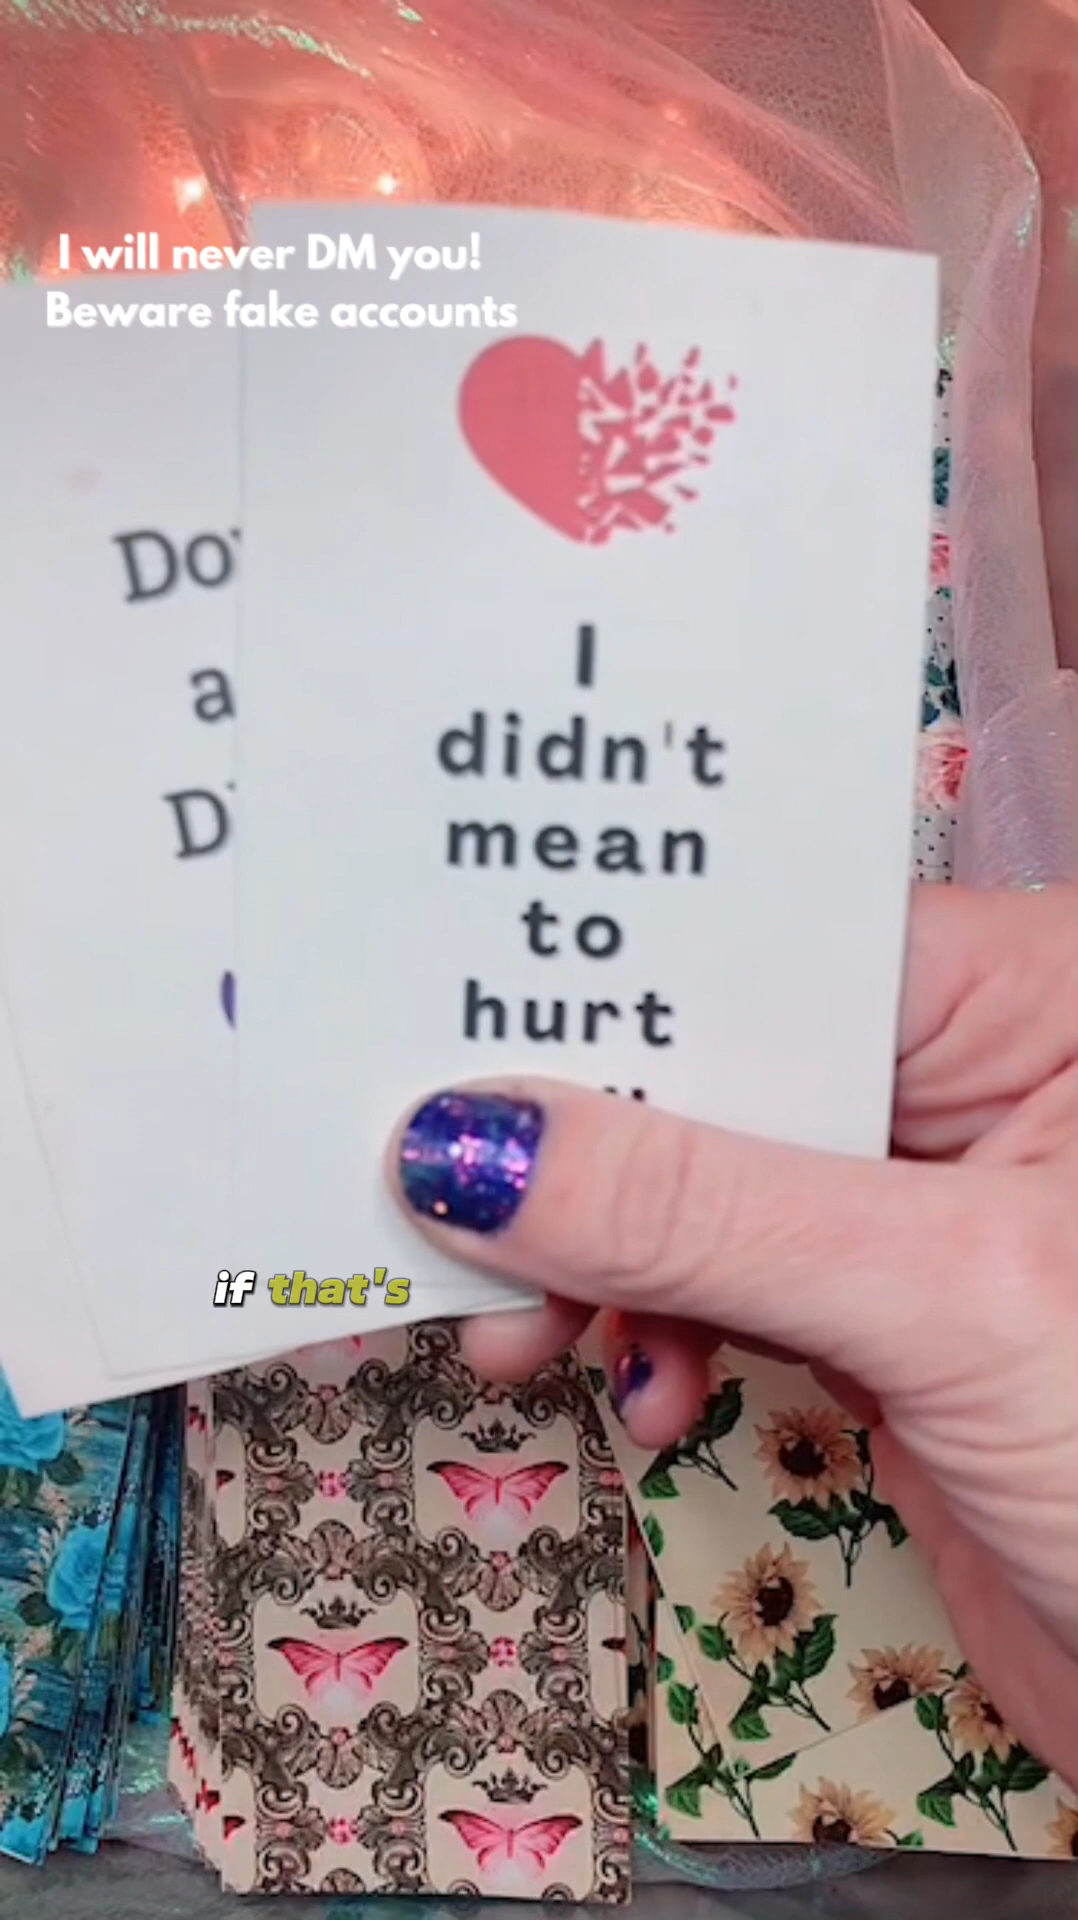 I will never DM you!
Beware fake accounts
I
didn't
mean
to
hurt
a
if that's